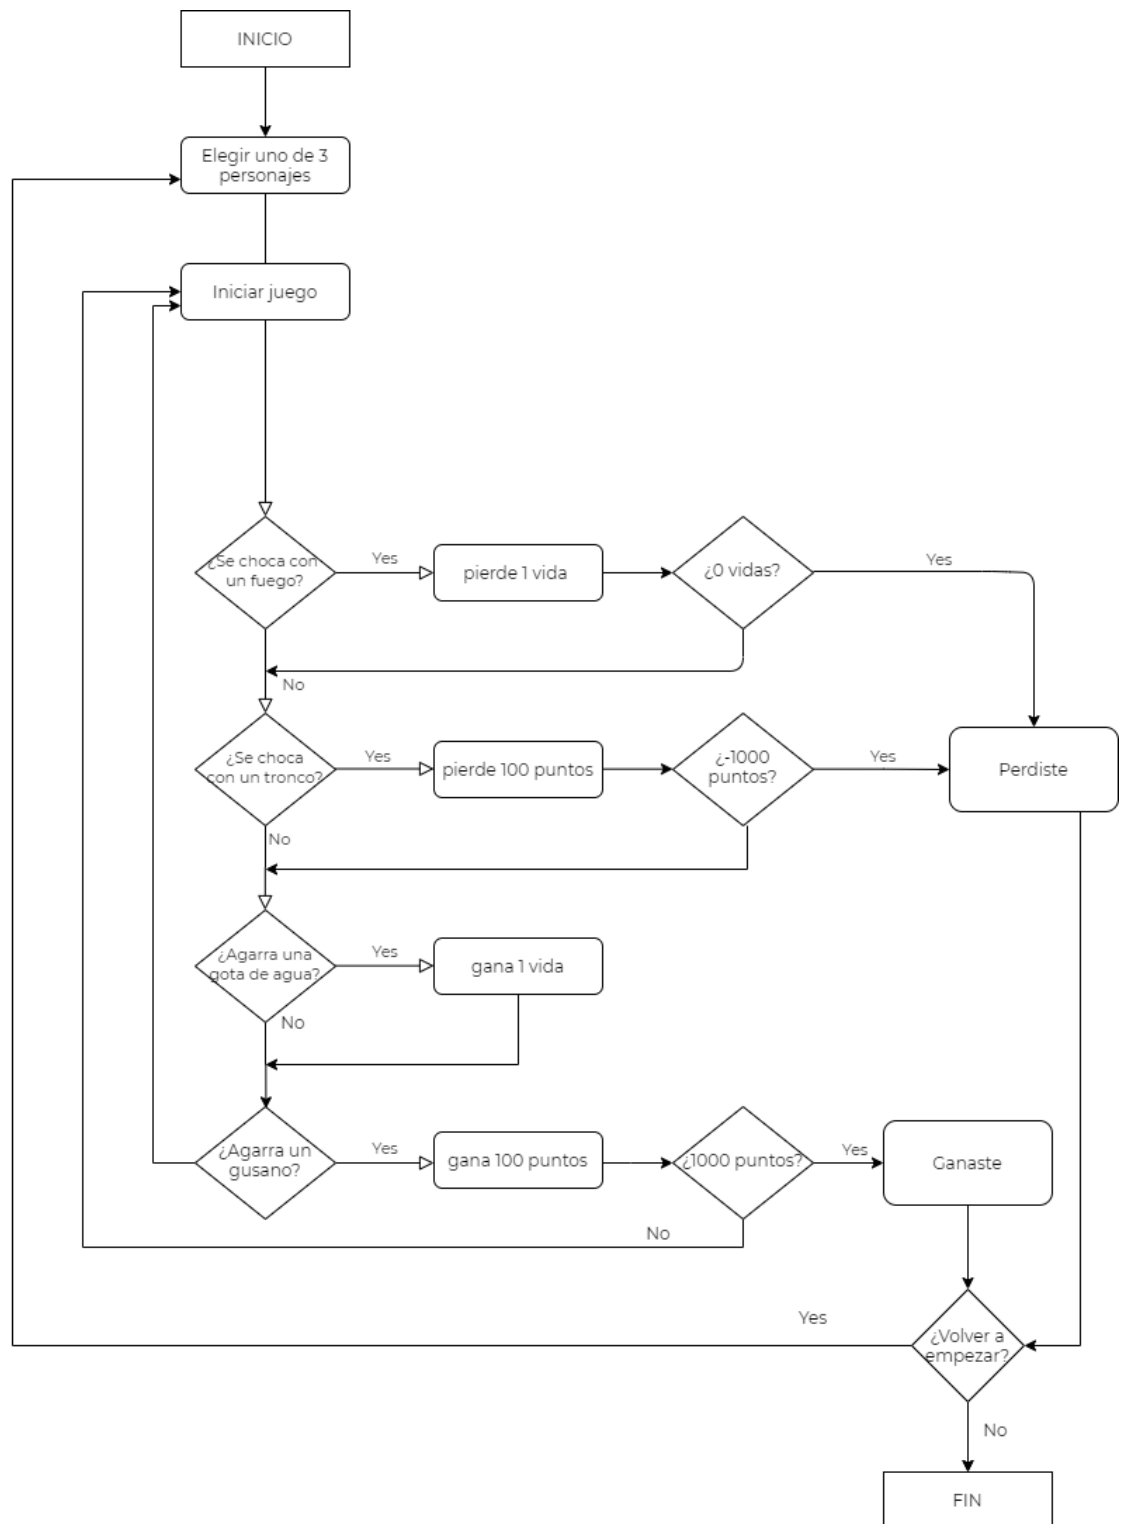 INICIO
Elegir uno de 3
personajes
Iniciar juego
¿Se choca con
un fuego?
Yes
pierde 1 vida
¿0 vidas?
Yes
No
¿Se choca
con un tronco?
Yes
pierde 100 puntos
¿-1000
puntos?
Yes
Perdiste
No
¿Agarra una
gota de agua?
Yes
gana 1 vida
No
¿Agarra un
gusano?
Yes
gana 100 puntos
¿1000 puntos?
Yes
Ganaste
No
Yes
¿Volver a
empezar?
No
FIN